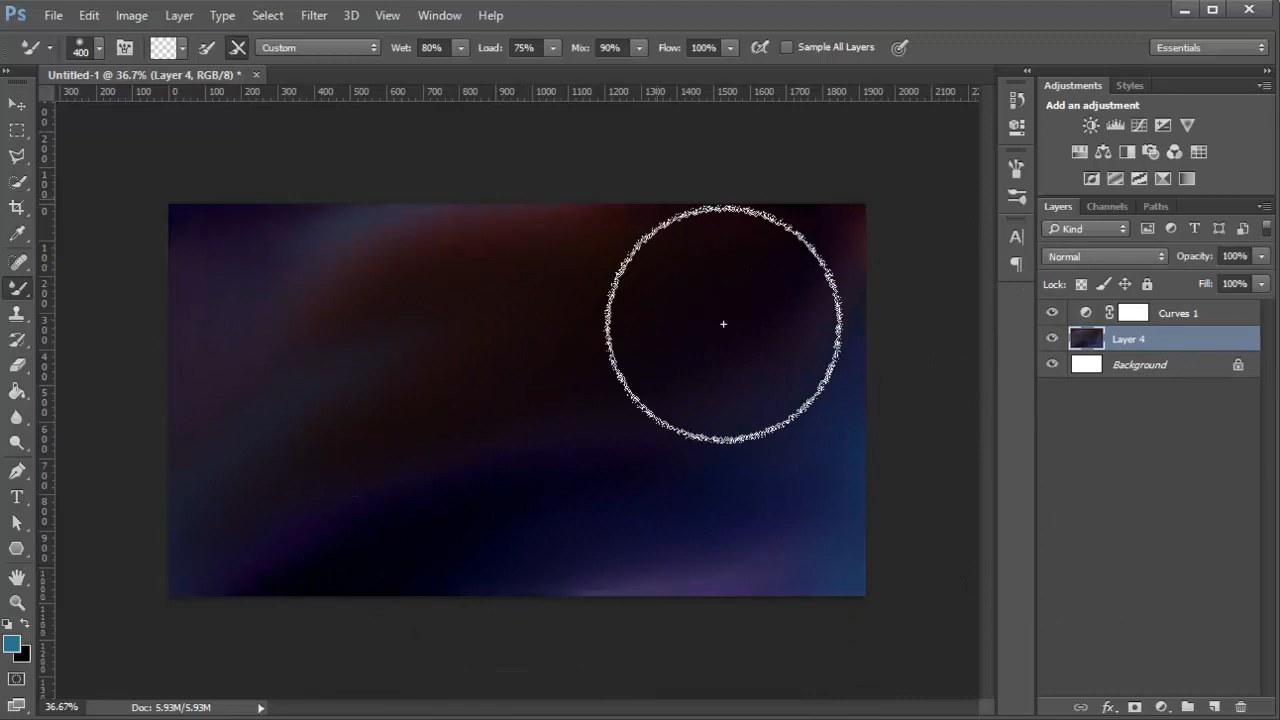 Ps File Edit Image Layer Type Select Filter 3D View Window Help
400 Custom Wet: 80% Load: 75% Mix: 90% Flow: 100% Sample All Layers Essentials
Untitled-1 @ 36.7% (Layer 4, RGB/8) *
300 200 100 0 100 200 300 400 500 600 700 800 900 1000 1100 1200 1300 1400 1500 1600 1700 1800 1900 2000 2100
Adjustments Styles
Add an adjustment
Layers Channels Paths
Kind
Normal Opacity: 100%
Lock: Fill: 100%
Curves 1
Layer 4
Background
36.67% Doc: 5.93M/5.93M